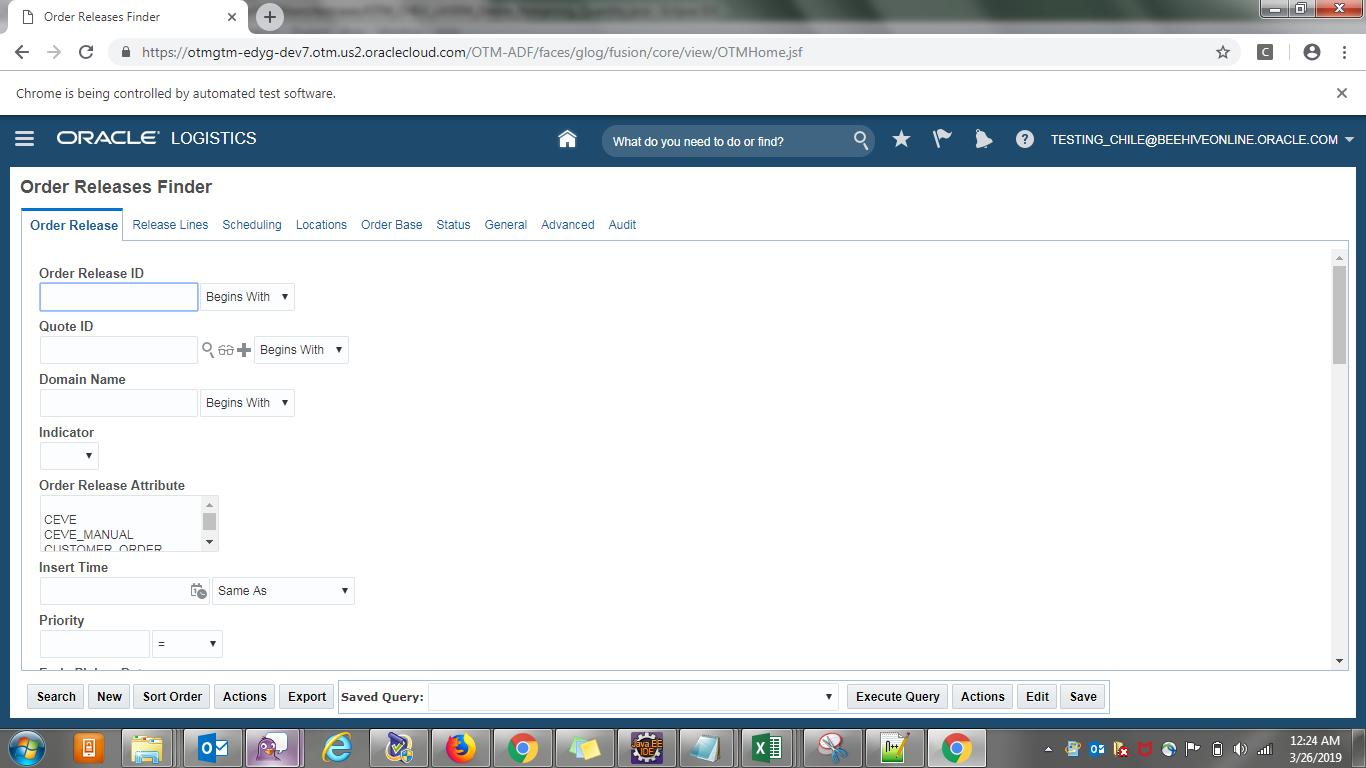 Order Releases Finder
https://otmgtm-edyg-dev7.otm.us2.oraclecloud.com/OTM-ADF/faces/glog/fusion/core/view/OTMHome.jsf
C
Chrome is being controlled by automated test software.
ORACLE LOGISTICS
What do you need to do or find?
TESTING_CHILE@BEEHIVEONLINE.ORACLE.COM
Order Releases Finder
Order Release Release Lines Scheduling Locations Order Base Status General Advanced Audit
Order Release ID
Begins With
Quote ID
Begins With
Domain Name
Begins With
Indicator
Order Release Attribute
CEVE
CEVE_MANUAL
CUSTOMER_ORDER
Insert Time
Same As
Priority
=
Search New Sort Order Actions Export Saved Query: Execute Query Actions Edit Save
Java EE
IDE
12:24 AM
3/26/2019